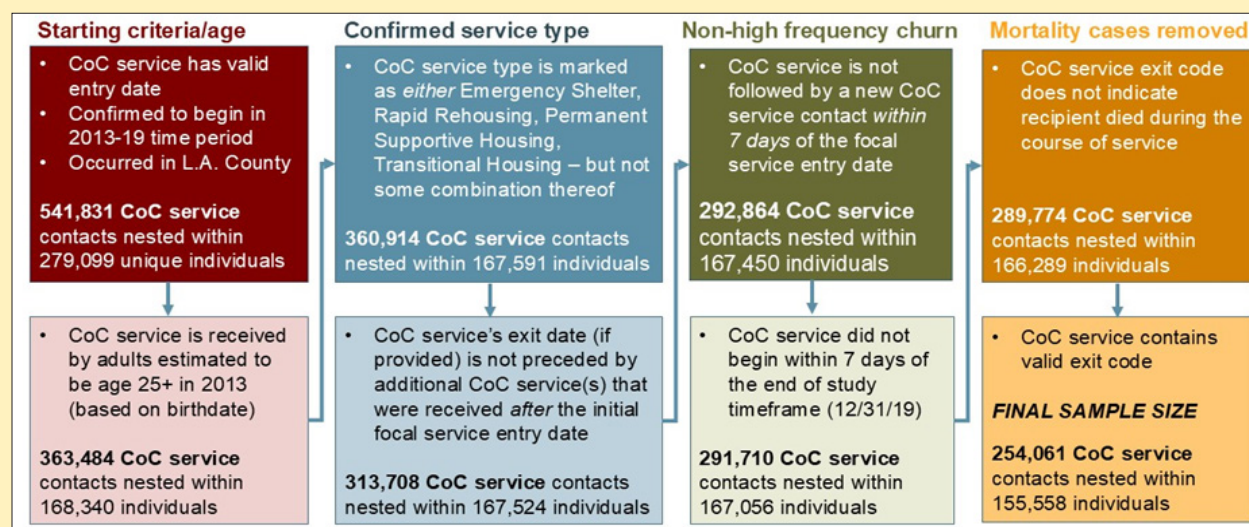 Starting criteria/age
• CoC service has valid
entry date
• Confirmed to begin in
2013-19 time period
• Occurred in L.A. County
541,831 CoC service
contacts nested within
279,099 unique individuals
• CoC service is received
by adults estimated to
be age 25+ in 2013
(based on birthdate)
363,484 CoC service
contacts nested within
168,340 individuals
Confirmed service type
• CoC service type is marked
as either Emergency Shelter,
Rapid Rehousing, Permanent
Supportive Housing,
Transitional Housing – but not
some combination thereof
360,914 CoC service contacts
nested within 167,591 individuals
• CoC service's exit date (if
provided) is not preceded by
additional CoC service(s) that
were received after the initial
focal service entry date
313,708 CoC service contacts
nested within 167,524 individuals
Non-high frequency churn
• CoC service is not
followed by a new CoC
service contact within
7 days of the focal
service entry date
292,864 CoC service
contacts nested within
167,450 individuals
• CoC service did not
begin within 7 days of
the end of study
timeframe (12/31/19)
291,710 CoC service
contacts nested within
167,056 individuals
Mortality cases removed
• CoC service exit code
does not indicate
recipient died during the
course of service
289,774 CoC service
contacts nested within
166,289 individuals
• CoC service contains
valid exit code
FINAL SAMPLE SIZE
254,061 CoC service
contacts nested within
155,558 individuals